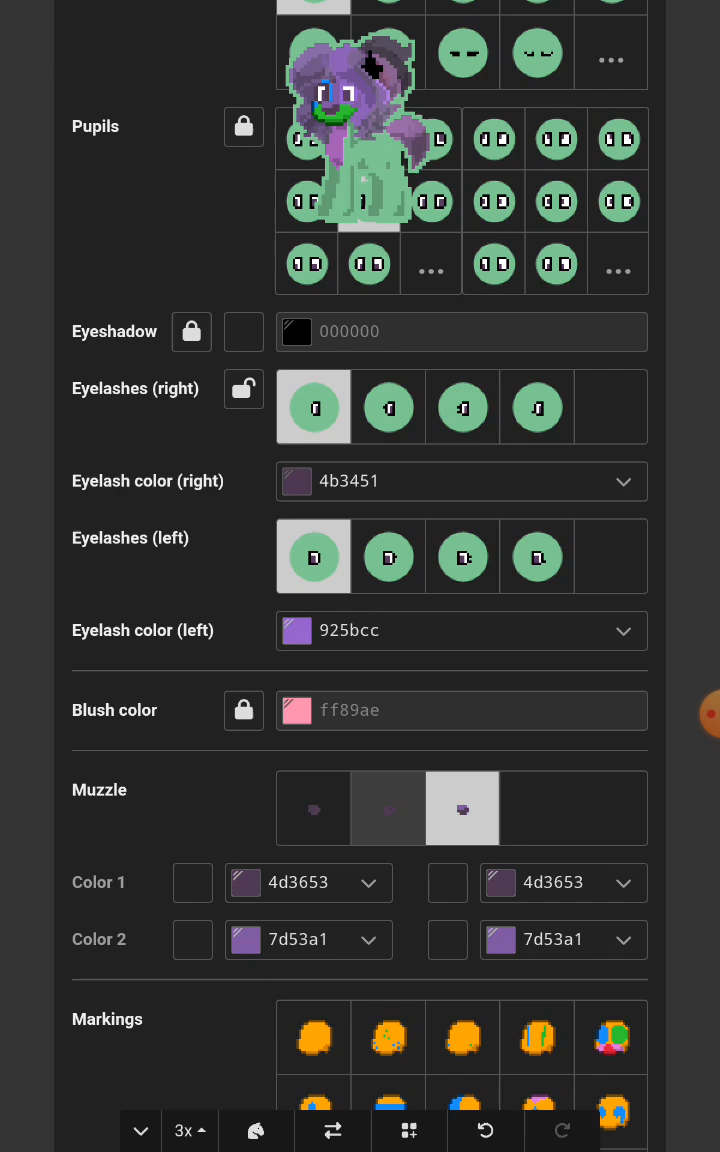 ...
Pupils
... ...
Eyeshadow 000000
Eyelashes (right)
Eyelash color (right) 4b3451
Eyelashes (left)
Eyelash color (left) 925bcc
Blush color ff89ae
Muzzle
Color 1 4d3653 4d3653
Color 2 7d53a1 7d53a1
Markings
3x